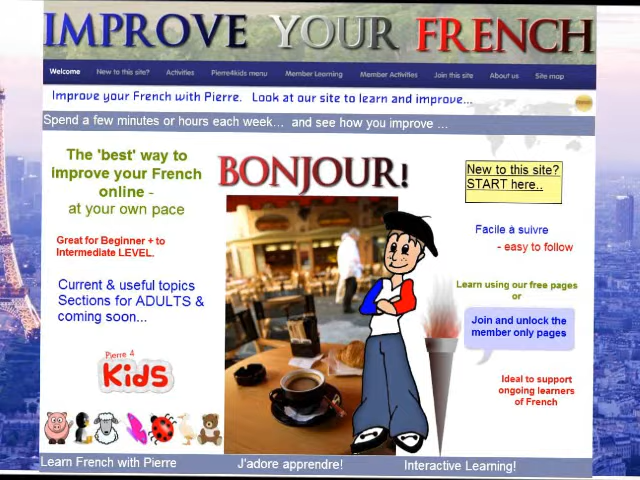 IMPROVE YOUR FRENCH
Welcome New to this site? Activities Pierre4kids menu Member Learning Member Activities Join this site About us Site map
Improve your French with Pierre. Look at our site to learn and improve...
Spend a few minutes or hours each week... and see how you improve ...
The 'best' way to
improve your French
online -
at your own pace
Great for Beginner + to
Intermediate LEVEL.
Current & useful topics
Sections for ADULTS &
coming soon...
Pierre 4
KidS
BONJOUR!
New to this site?
START here..
Facile à suivre
- easy to follow
Learn using our free pages
or
Join and unlock the
member only pages
Ideal to support
ongoing learners
of French
Learn French with Pierre J'adore apprendre! Interactive Learning!